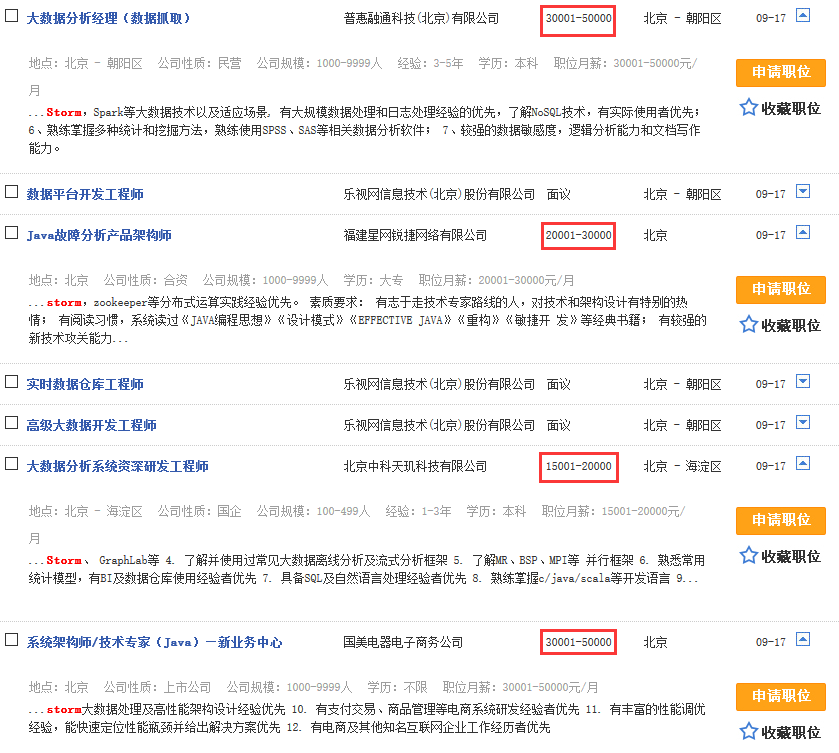 大数据分析经理（数据抓取） 普惠融通科技(北京)有限公司 30001-50000 北京 - 朝阳区 09-17
地点：北京 - 朝阳区 公司性质：民营 公司规模：1000-9999人 经验：3-5年 学历：本科 职位月薪：30001-50000元/
月
申请职位
收藏职位
...Storm，Spark等大数据技术以及适应场景, 有大规模数据处理和日志处理经验的优先，了解NoSQL技术，有实际使用者优先；
6、熟练掌握多种统计和挖掘方法，熟练使用SPSS、SAS等相关数据分析软件； 7、较强的数据敏感度，逻辑分析能力和文档写作
能力。
数据平台开发工程师 乐视网信息技术(北京)股份有限公司 面议 北京 - 朝阳区 09-17
Java故障分析产品架构师 福建星网锐捷网络有限公司 20001-30000 北京 09-17
地点：北京 公司性质：合资 公司规模：1000-9999人 学历：大专 职位月薪：20001-30000元/月
申请职位
收藏职位
...storm，zookeeper等分布式运算实践经验优先。 素质要求： 有志于走技术专家路线的人，对技术和架构设计有特别的热
情； 有阅读习惯，系统读过《JAVA编程思想》《设计模式》《EFFECTIVE JAVA》《重构》《敏捷开 发》等经典书籍； 有较强的
新技术攻关能力...
实时数据仓库工程师 乐视网信息技术(北京)股份有限公司 面议 北京 - 朝阳区 09-17
高级大数据开发工程师 乐视网信息技术(北京)股份有限公司 面议 北京 - 朝阳区 09-17
大数据分析系统资深研发工程师 北京中科天玑科技有限公司 15001-20000 北京 - 海淀区 09-17
地点：北京 - 海淀区 公司性质：国企 公司规模：100-499人 经验：1-3年 学历：本科 职位月薪：15001-20000元/
月
申请职位
收藏职位
...Storm、 GraphLab等 4. 了解并使用过常见大数据离线分析及流式分析框架 5. 了解MR、BSP、MPI等 并行框架 6. 熟悉常用
统计模型，有BI及数据仓库使用经验者优先 7. 具备SQL及自然语言处理经验者优先 8. 熟练掌握c/java/scala等开发语言 9...
系统架构师/技术专家（Java）—新业务中心 国美电器电子商务公司 30001-50000 北京 09-17
地点：北京 公司性质：上市公司 公司规模：1000-9999人 学历：不限 职位月薪：30001-50000元/月
申请职位
收藏职位
...storm大数据处理及高性能架构设计经验优先 10. 有支付交易、商品管理等电商系统研发经验者优先 11. 有丰富的性能调优
经验，能快速定位性能瓶颈并给出解决方案优先 12. 有电商及其他知名互联网企业工作经历者优先